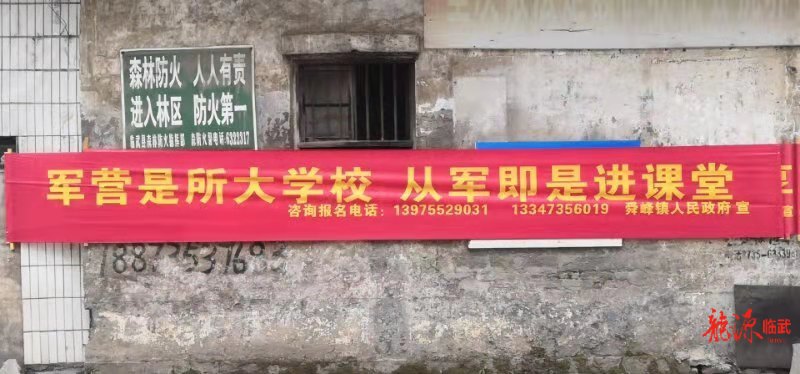 森林防火 人人有责
进入林区 防火第一
军营是所大学校 从军即是进课堂
咨询报名电话：13975529031 13347356019 舜峰镇人民政府 宣
龙源临武